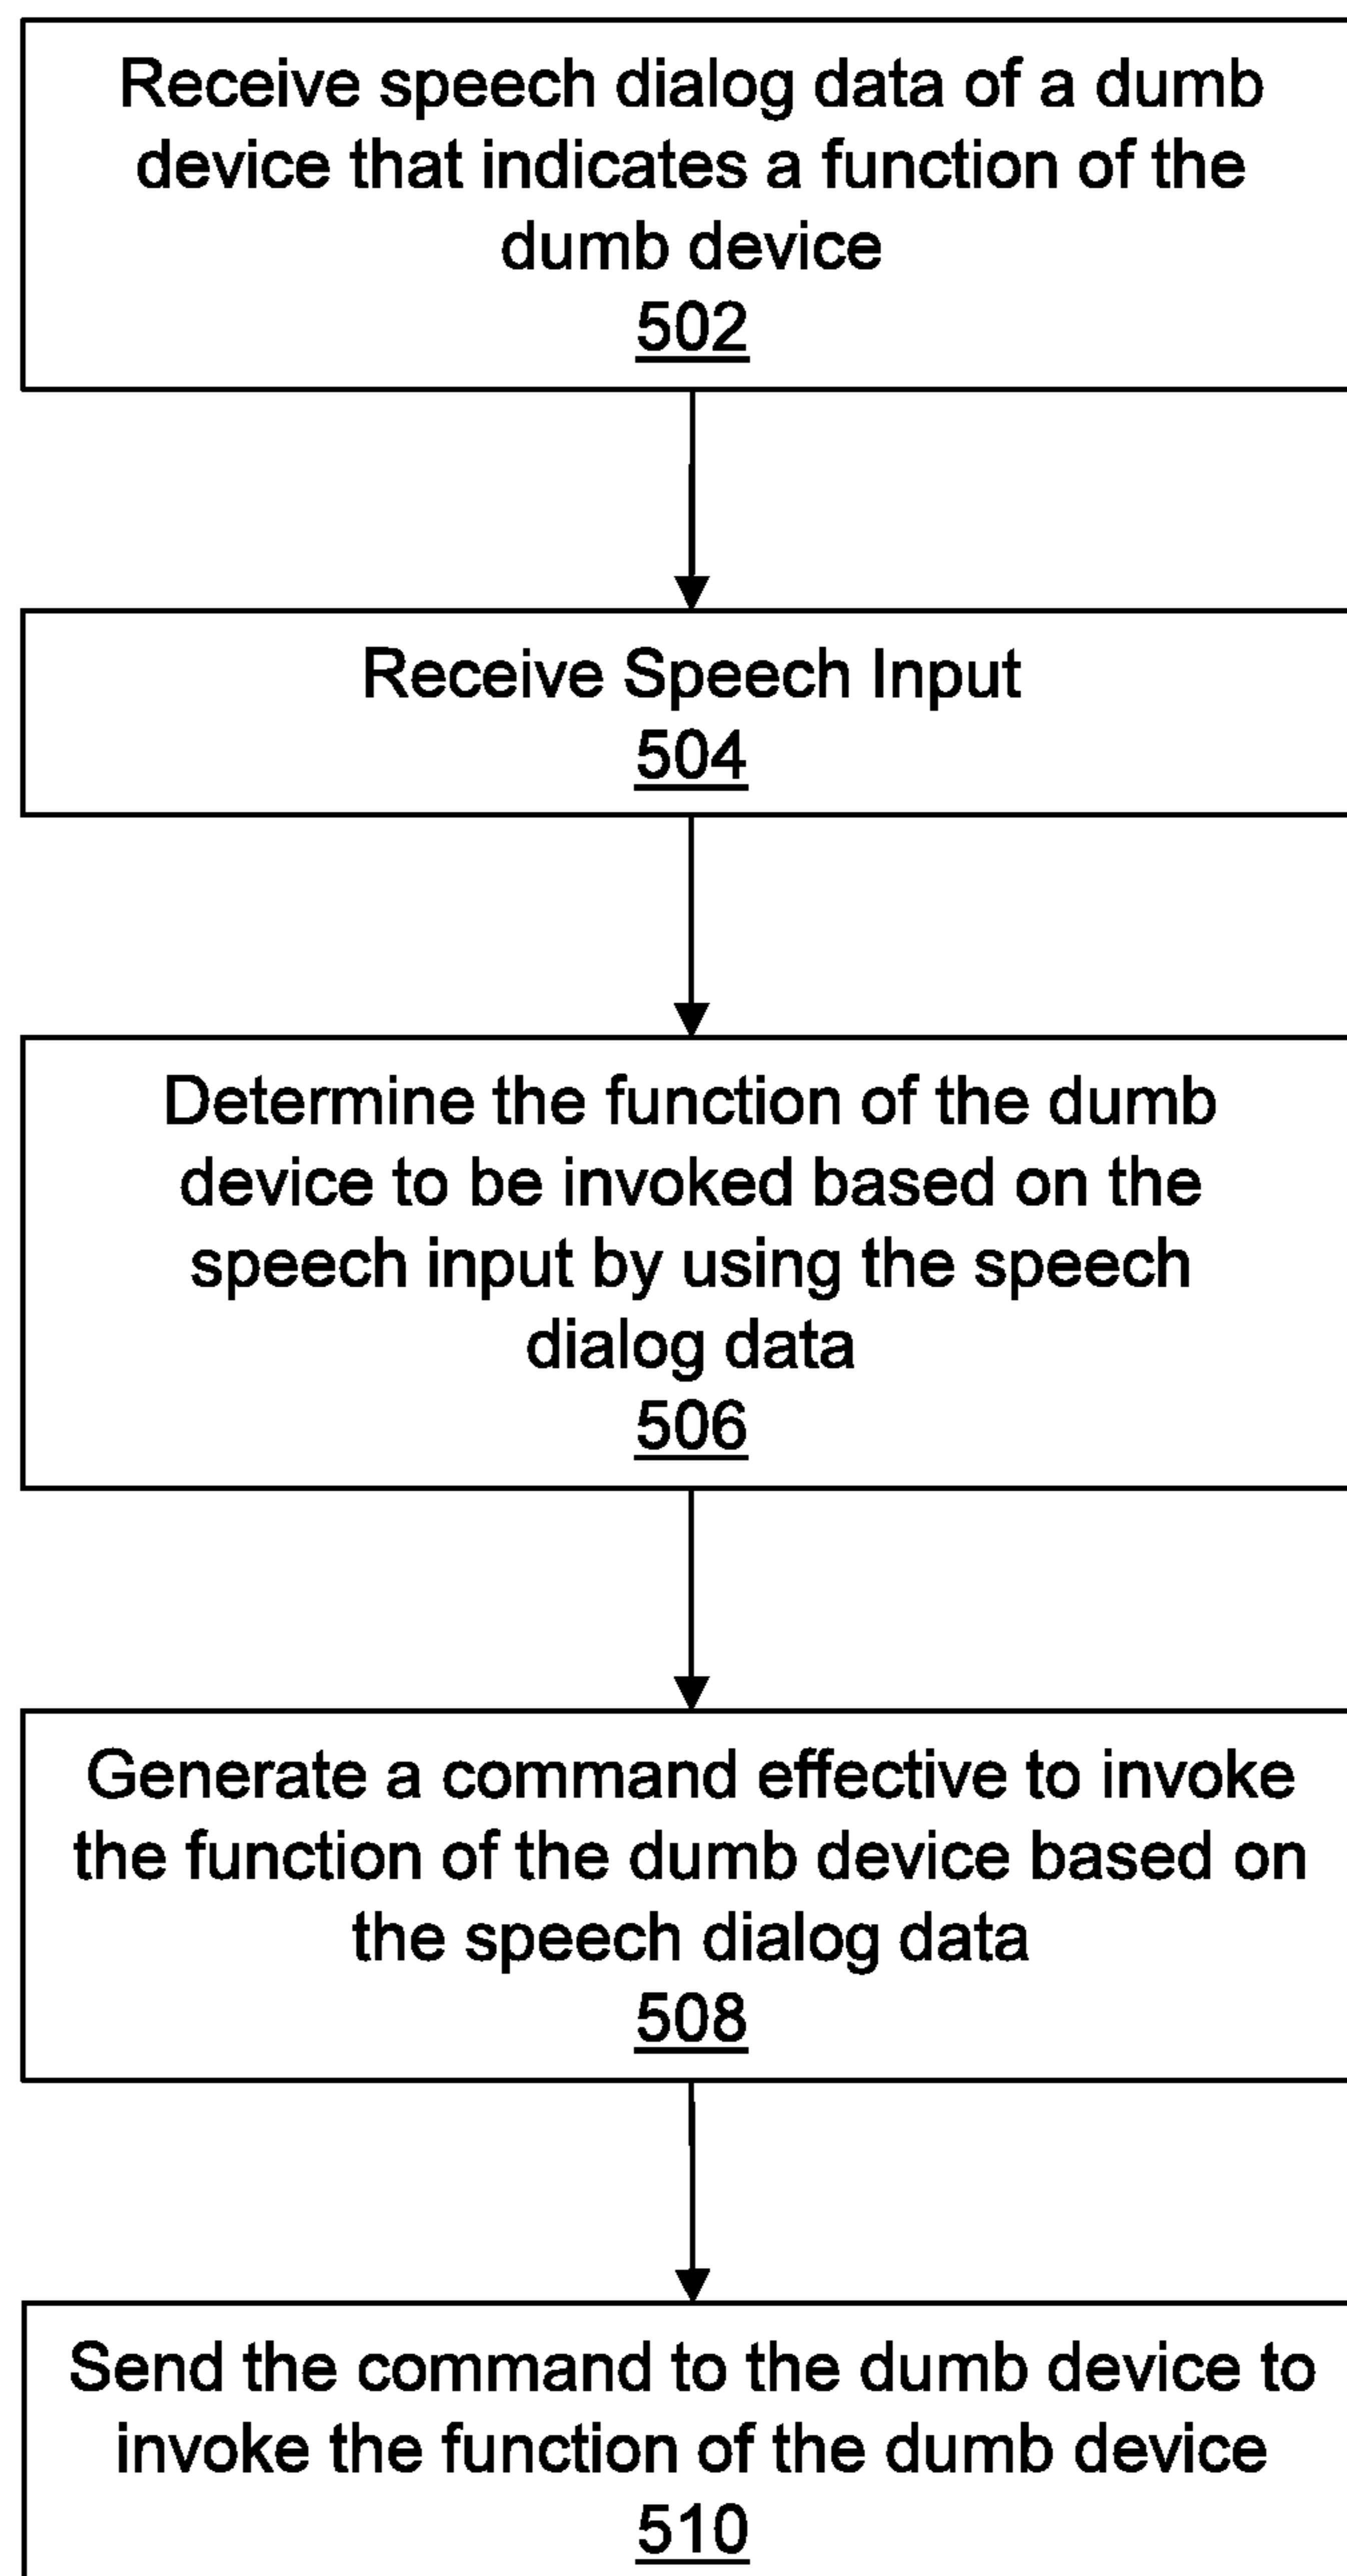 Receive speech dialog data of a dumb
device that indicates a function of the
dumb device
502
Receive Speech Input
504
Determine the function of the dumb
device to be invoked based on the
speech input by using the speech
dialog data
506
Generate a command effective to invoke
the function of the dumb device based on
the speech dialog data
508
Send the command to the dumb device to
invoke the function of the dumb device
510